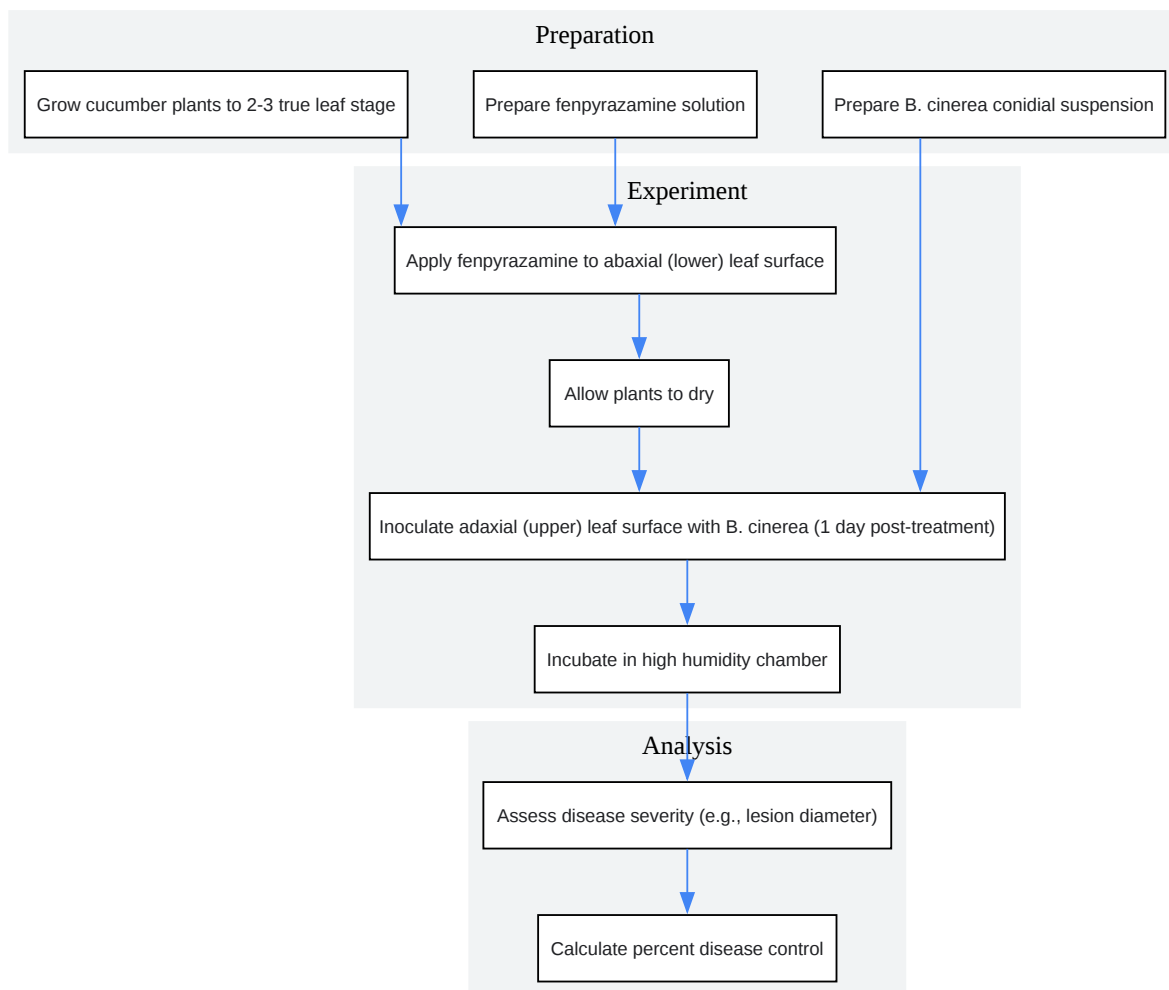 Preparation
Grow cucumber plants to 2-3 true leaf stage
Prepare fenpyrazamine solution
Prepare B. cinerea conidial suspension
Experiment
Apply fenpyrazamine to abaxial (lower) leaf surface
Allow plants to dry
Inoculate adaxial (upper) leaf surface with B. cinerea (1 day post-treatment)
Incubate in high humidity chamber
Analysis
Assess disease severity (e.g., lesion diameter)
Calculate percent disease control